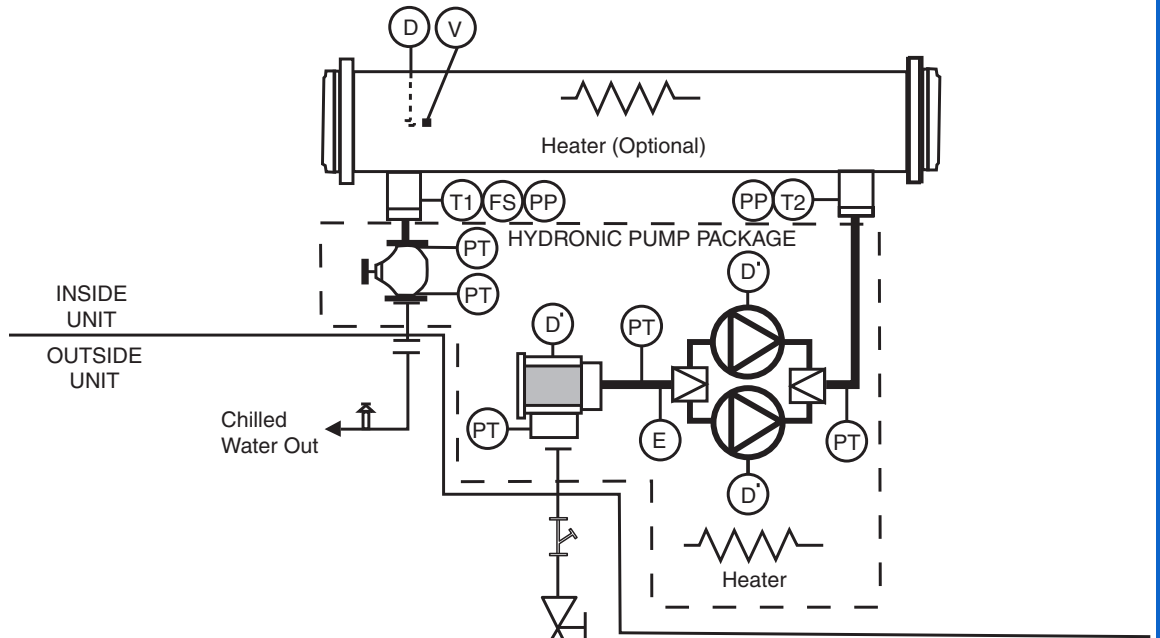 D V
Heater (Optional)
T1 FS PP
PP T2
HYDRONIC PUMP PACKAGE
PT
PT
D'
INSIDE
UNIT
OUTSIDE
UNIT
D'
PT
Chilled
Water Out
PT
E
PT
D'
Heater